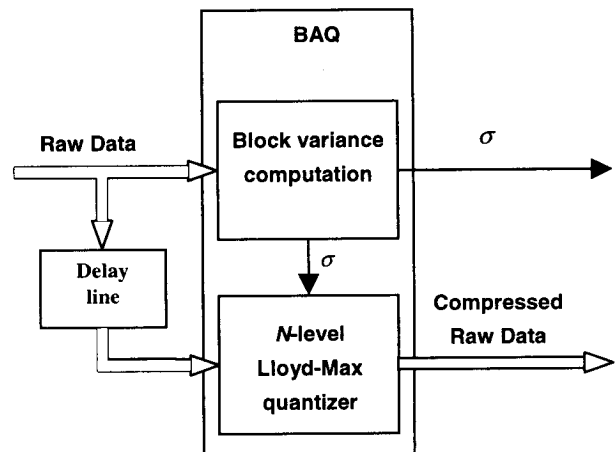 BAQ
Raw Data
Block variance
computation
σ
σ
Delay
line
N-level
Lloyd-Max
quantizer
Compressed
Raw Data